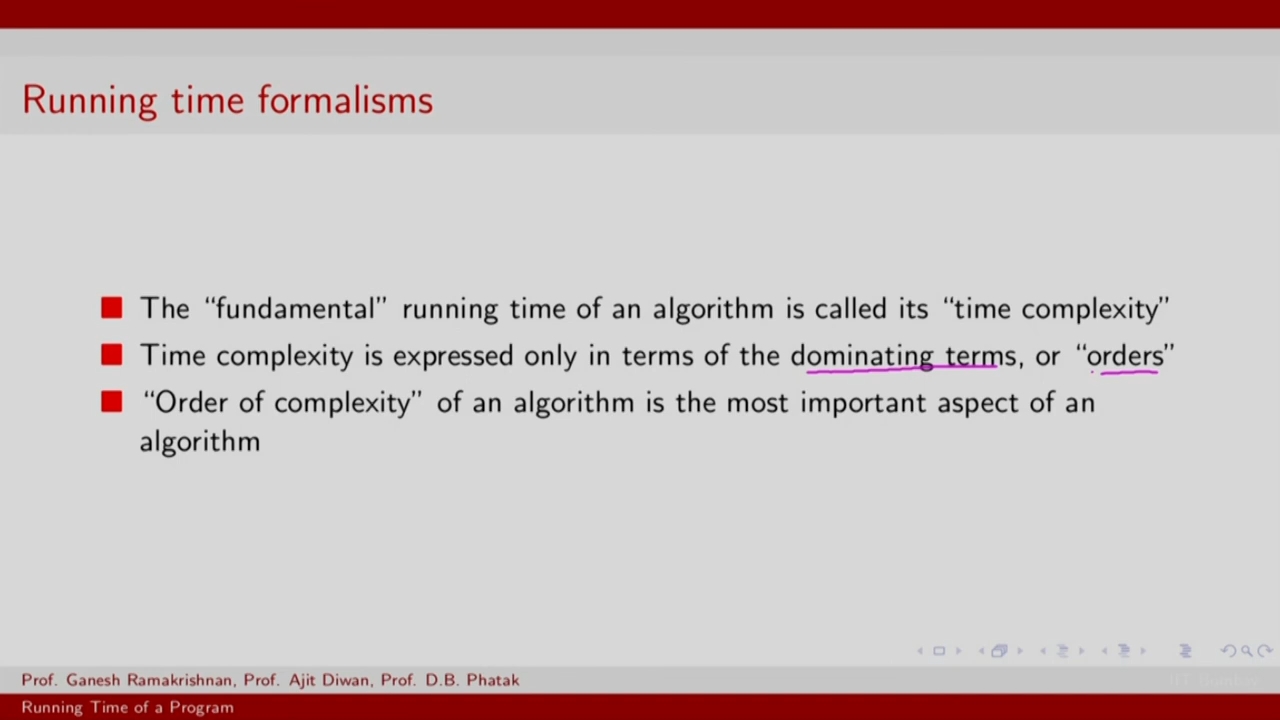 Running time formalisms
The “fundamental” running time of an algorithm is called its “time complexity”
Time complexity is expressed only in terms of the dominating terms, or “orders”
“Order of complexity” of an algorithm is the most important aspect of an
algorithm
Prof. Ganesh Ramakrishnan, Prof. Ajit Diwan, Prof. D.B. Phatak
Running Time of a Program